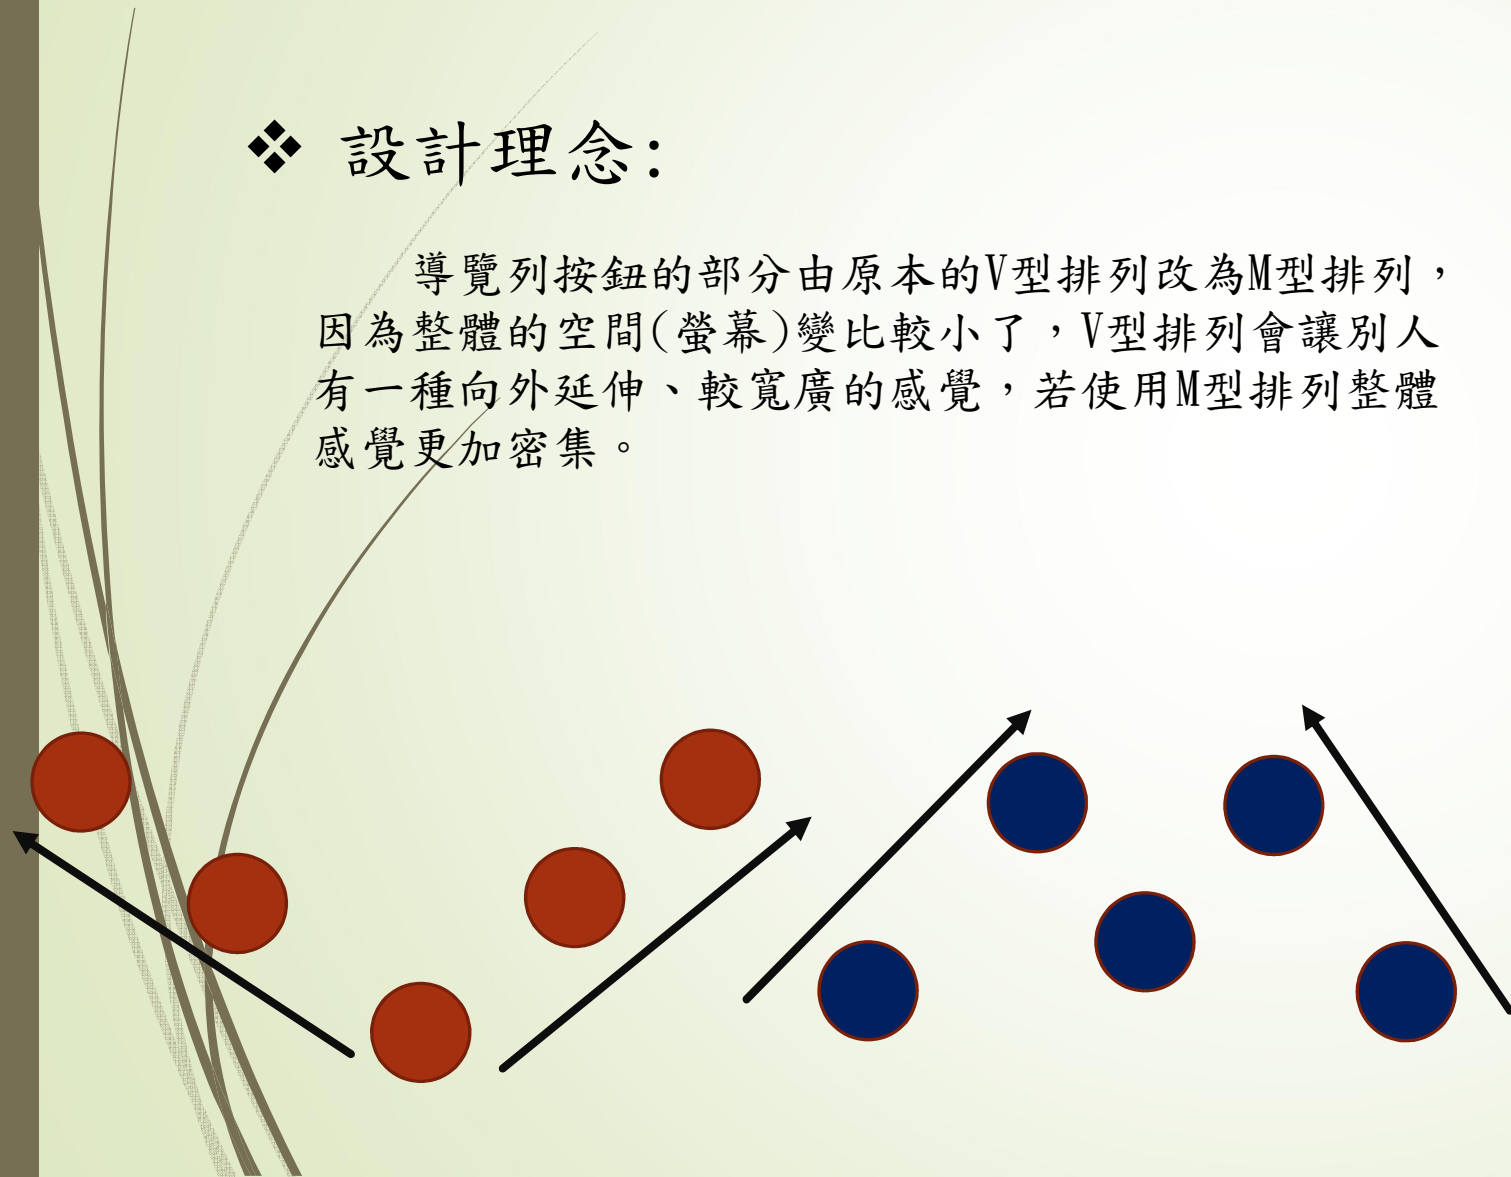 ❖ 設計理念:
導覽列按鈕的部分由原本的V型排列改為M型排列，
因為整體的空間(螢幕)變比較小了，V型排列會讓別人
有一種向外延伸、較寬廣的感覺，若使用M型排列整體
感覺更加密集。